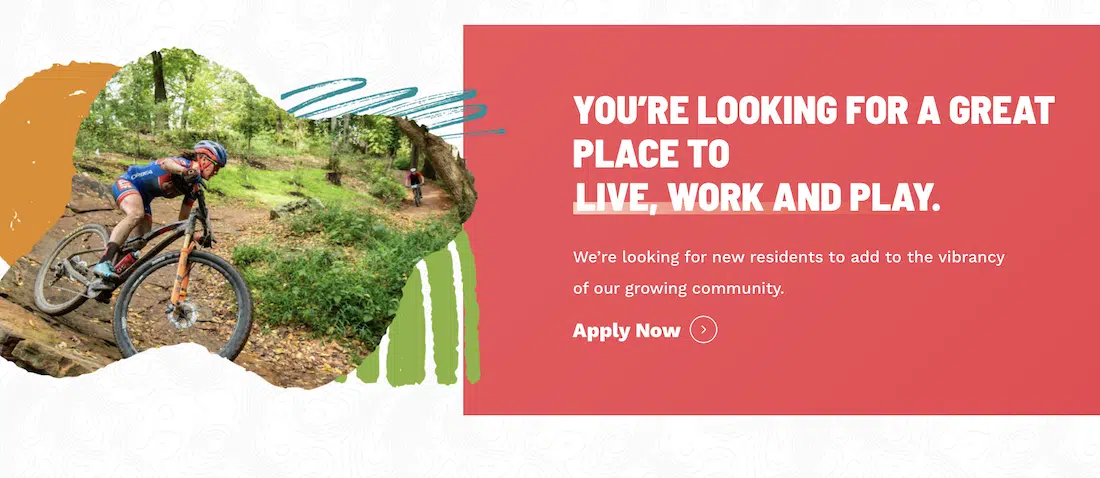 YOU'RE LOOKING FOR A GREAT
PLACE TO
LIVE, WORK AND PLAY.
We're looking for new residents to add to the vibrancy
of our growing community.
Apply Now
ORBEA